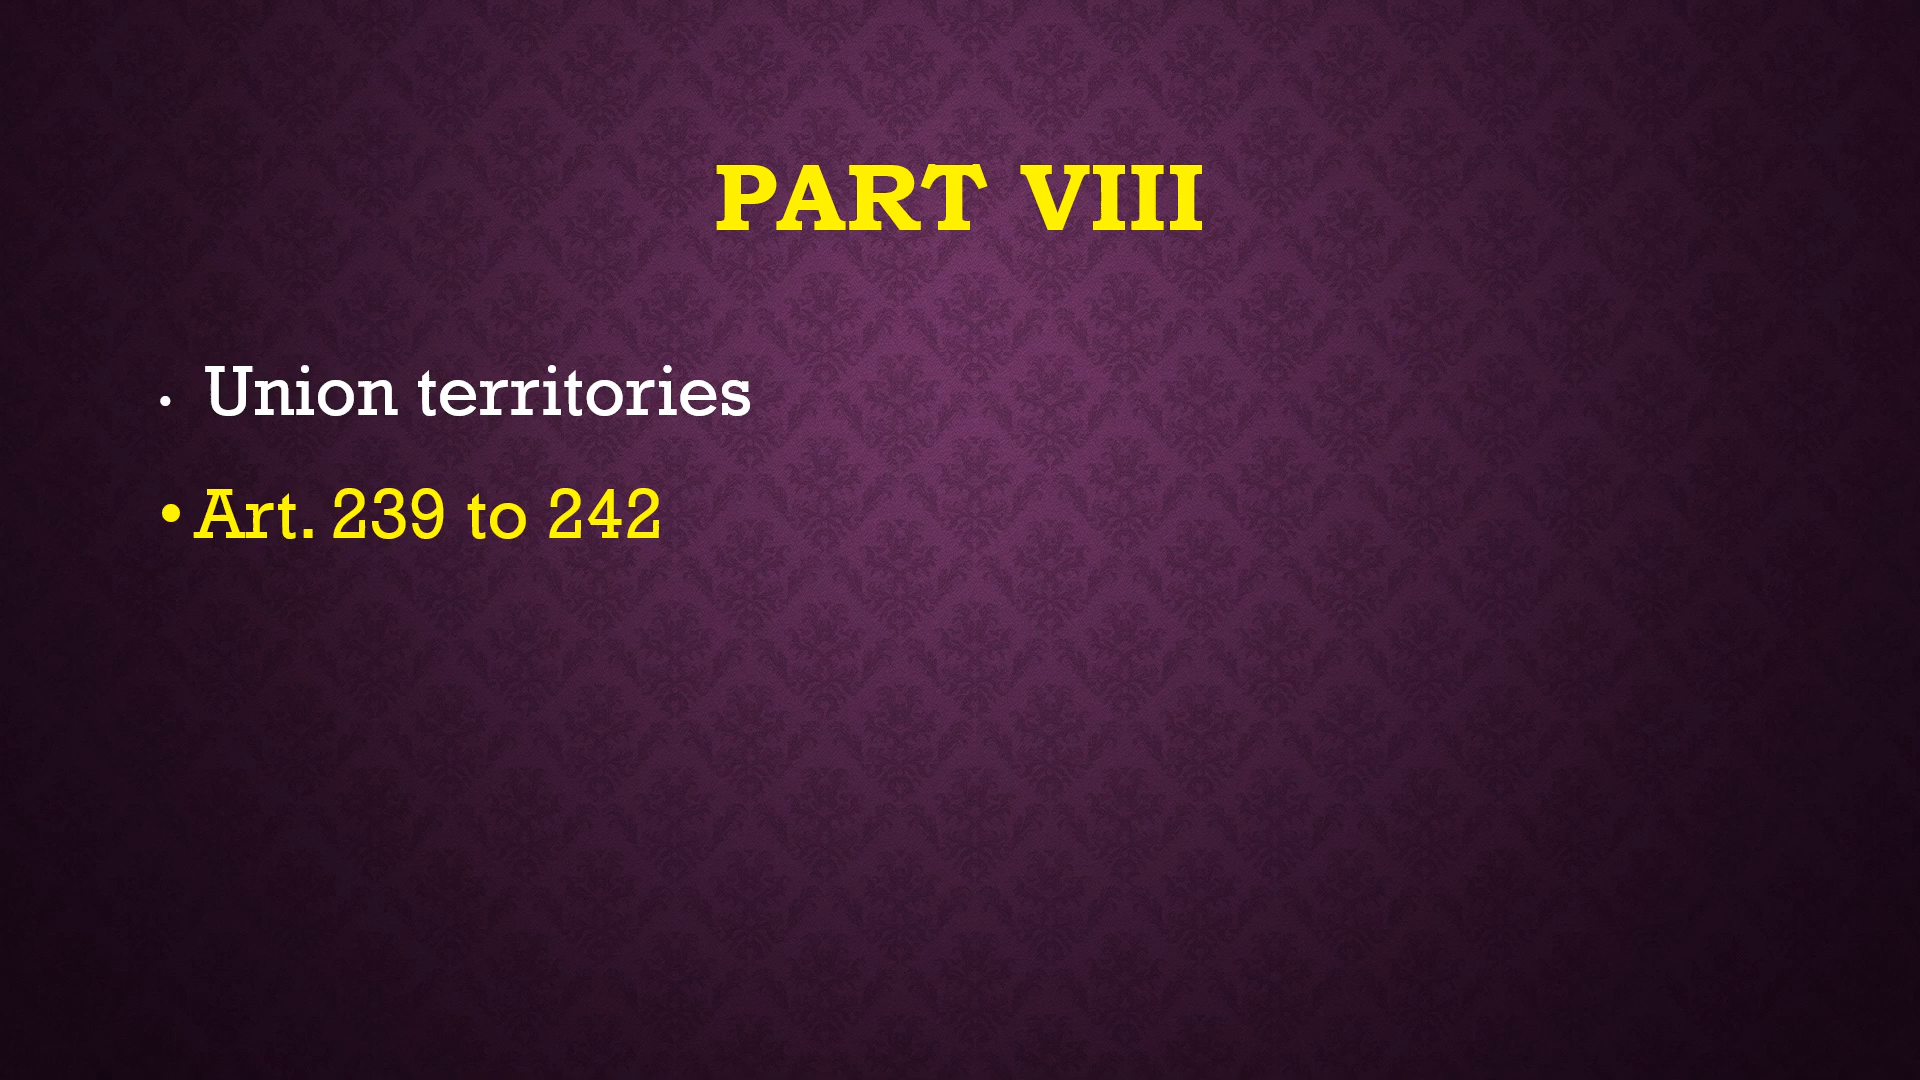 PART VIII
• Union territories
• Art. 239 to 242